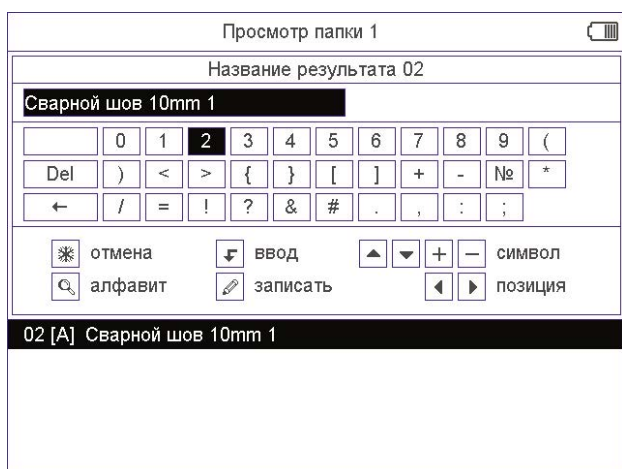 Просмотр папки 1
Название результата 02
Сварной шов 10mm 1
0 1 2 3 4 5 6 7 8 9 (
Del ) < > { } [ ] + - № *
← / = ! ? & # . , : ;
отмена ввод + − символ
алфавит записать позиция
02 [A] Сварной шов 10mm 1